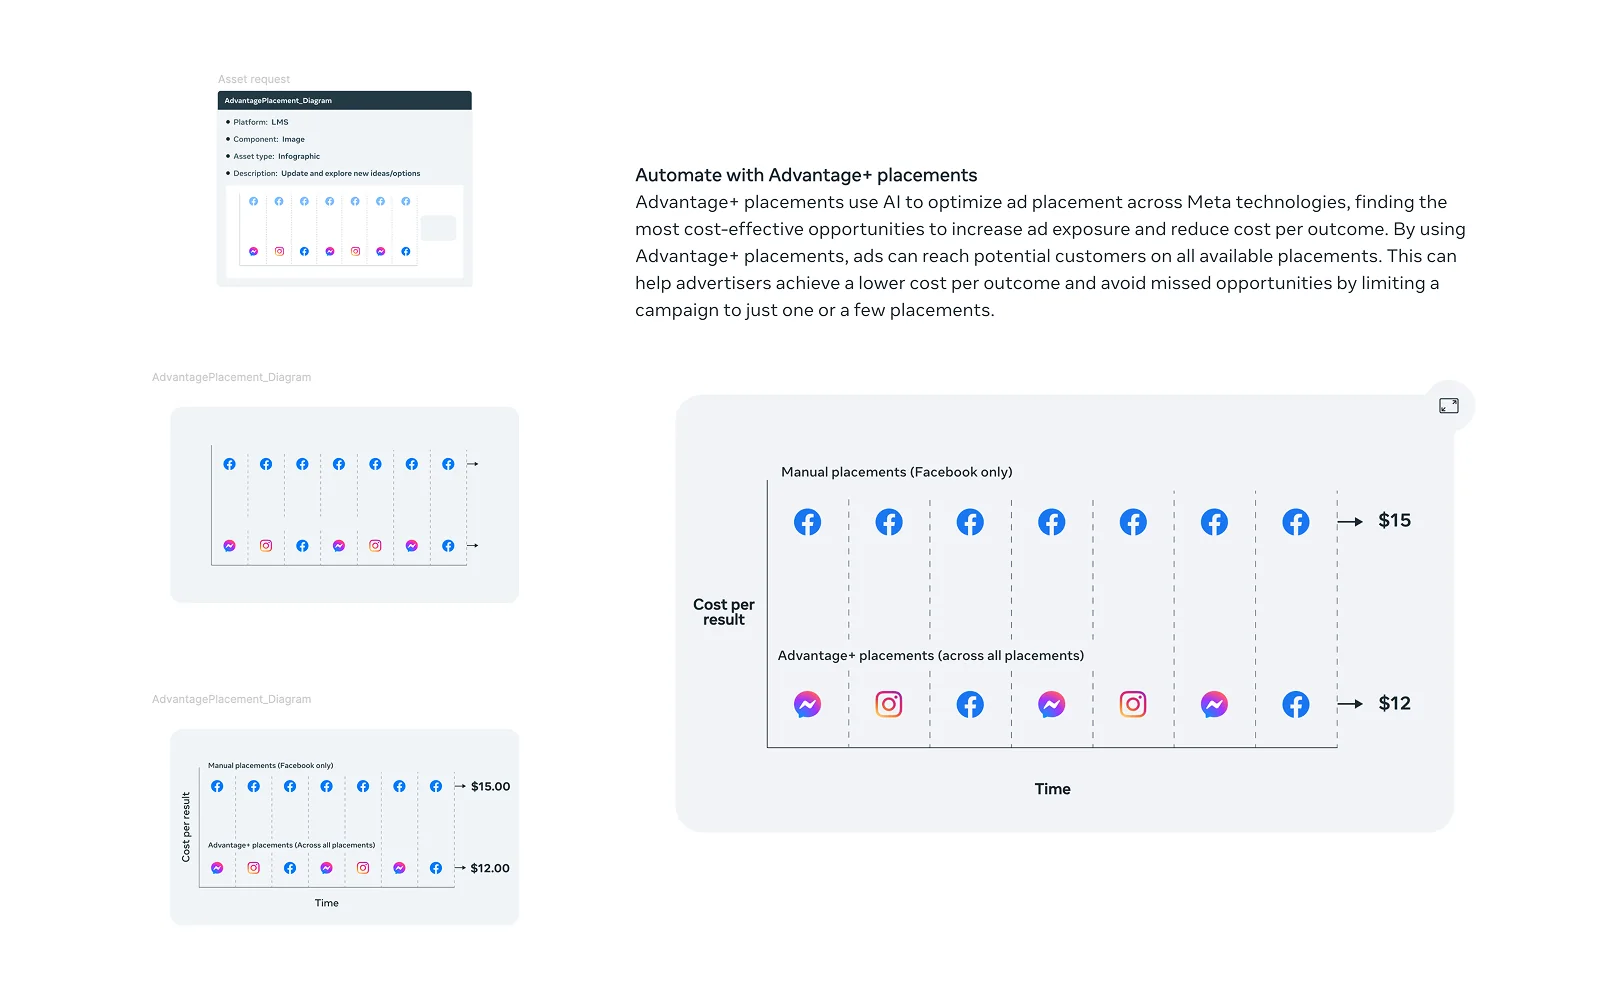 Asset request
AdvantagePlacement_Diagram
Platform: LMS
Component: Image
Asset type: Infographic
Description: Update and explore new ideas/options
AdvantagePlacement_Diagram
AdvantagePlacement_Diagram
Manual placements (Facebook only)
$15.00
Cost per result
Advantage+ placements (Across all placements)
$12.00
Time
Automate with Advantage+ placements
Advantage+ placements use AI to optimize ad placement across Meta technologies, finding the
most cost-effective opportunities to increase ad exposure and reduce cost per outcome. By using
Advantage+ placements, ads can reach potential customers on all available placements. This can
help advertisers achieve a lower cost per outcome and avoid missed opportunities by limiting a
campaign to just one or a few placements.
Manual placements (Facebook only)
$15
Cost per
result
Advantage+ placements (across all placements)
$12
Time